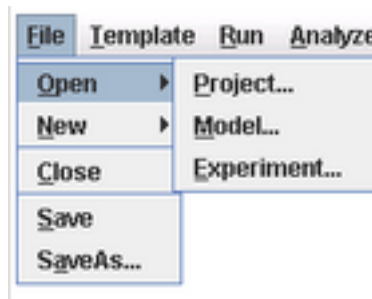 File Template Run Analyze
Open Project...
New Model...
Close Experiment...
Save
SaveAs...